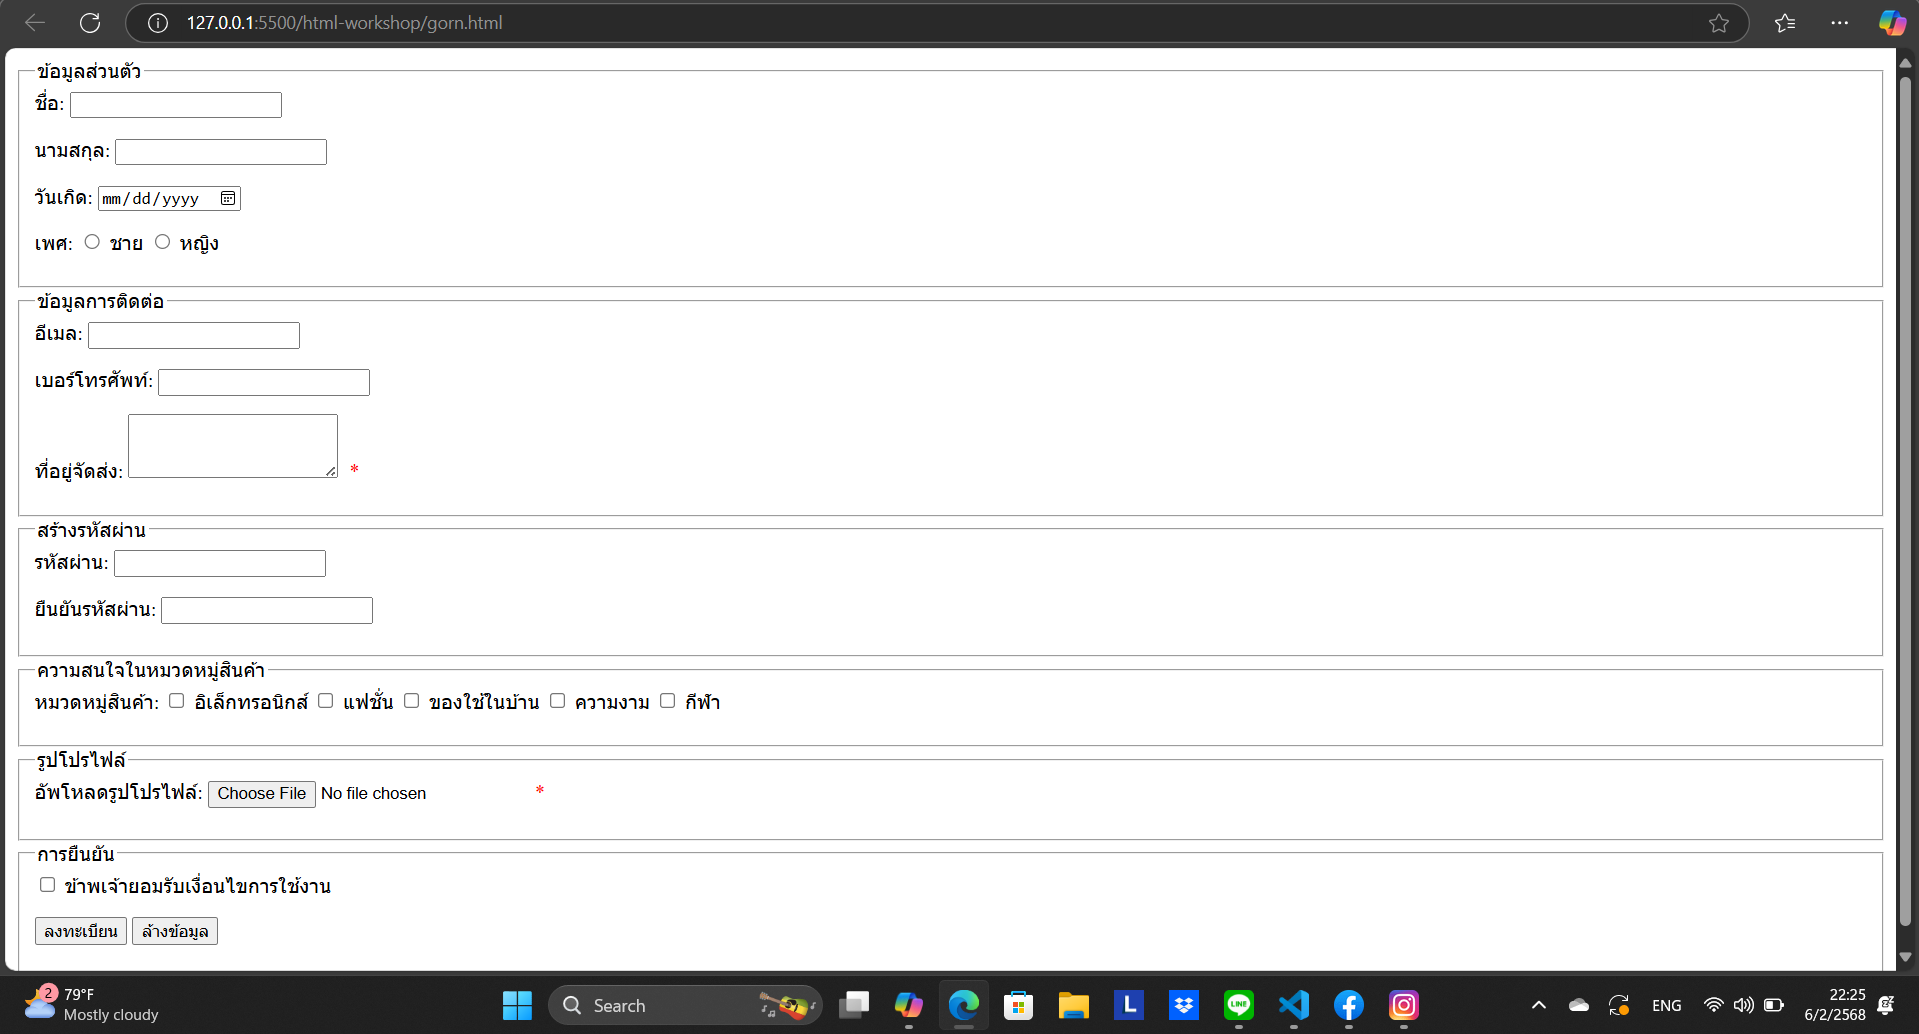 127.0.0.1:5500/html-workshop/gorn.html
ข้อมูลส่วนตัว
ชื่อ:
นามสกุล:
วันเกิด: mm/dd/yyyy
เพศ: ชาย หญิง
ข้อมูลการติดต่อ
อีเมล:
เบอร์โทรศัพท์:
ที่อยู่จัดส่ง: *
สร้างรหัสผ่าน
รหัสผ่าน:
ยืนยันรหัสผ่าน:
ความสนใจในหมวดหมู่สินค้า
หมวดหมู่สินค้า: อิเล็กทรอนิกส์ แฟชั่น ของใช้ในบ้าน ความงาม กีฬา
รูปโปรไฟล์
อัพโหลดรูปโปรไฟล์: Choose File No file chosen *
การยืนยัน
ข้าพเจ้ายอมรับเงื่อนไขการใช้งาน
ลงทะเบียน ล้างข้อมูล
2 79°F
Mostly cloudy
Search
L
LINE
ENG
22:25
6/2/2568